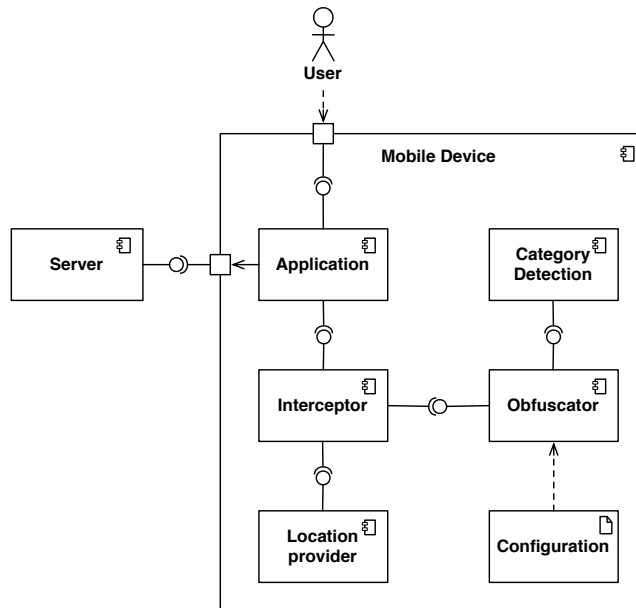 User
Mobile Device
Server
Application
Category
Detection
Interceptor
Obfuscator
Location
provider
Configuration